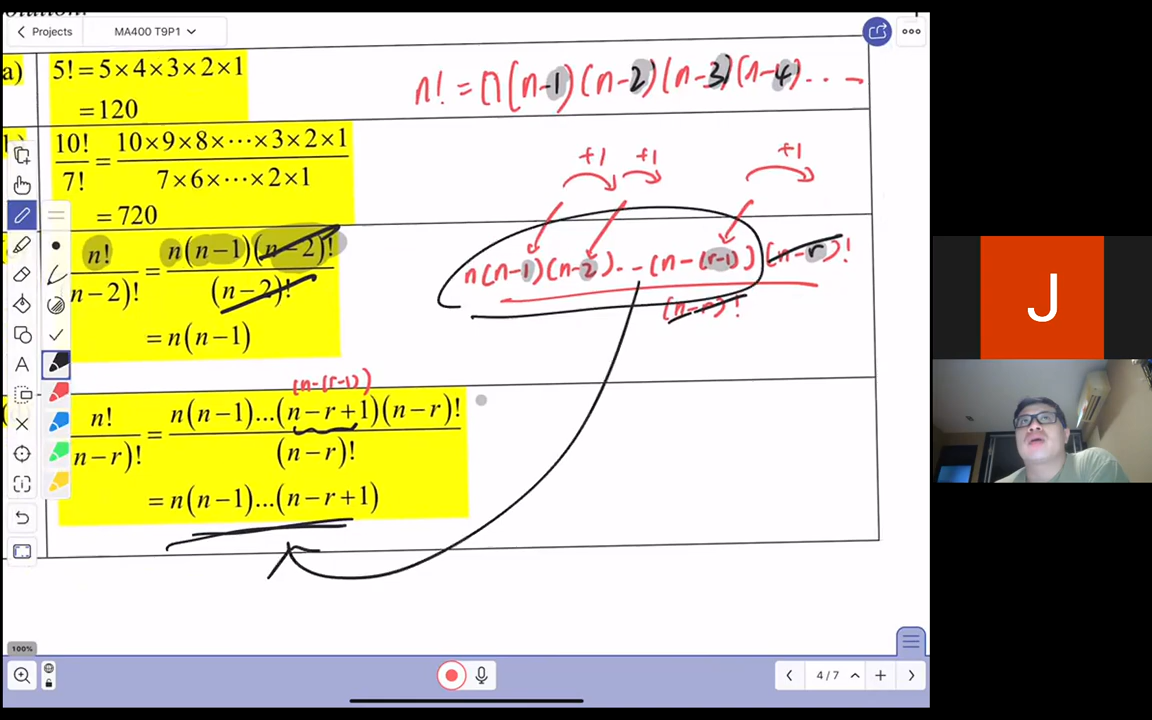 Projects
MA400 T9P1
a) 5! = 5×4×3×2×1
= 120
n! = n(n-1)(n-2)(n-3)(n-4)...-
10!/7! = 10×9×8×⋯×3×2×1 / 7×6×⋯×2×1
= 720
+1 +1 +1
n!/(n-2)! = n(n-1)(n-2)! / (n-2)!
= n(n-1)
n(n-1)(n-2)...(n-(r-1))(n-r)!
(n-r)!
(n-(r-1))
n!/n-r)! = n(n-1)...(n-r+1)(n-r)! / (n-r)!
= n(n-1)...(n-r+1)
J
100%
4 / 7